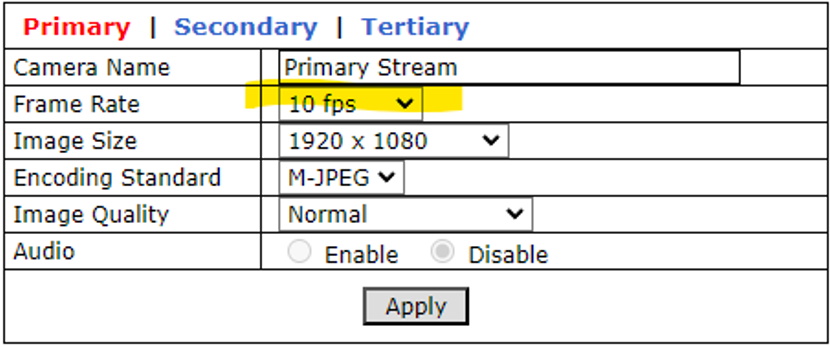 Primary | Secondary | Tertiary
Camera Name Primary Stream
Frame Rate 10 fps
Image Size 1920 x 1080
Encoding Standard M-JPEG
Image Quality Normal
Audio Enable Disable
Apply